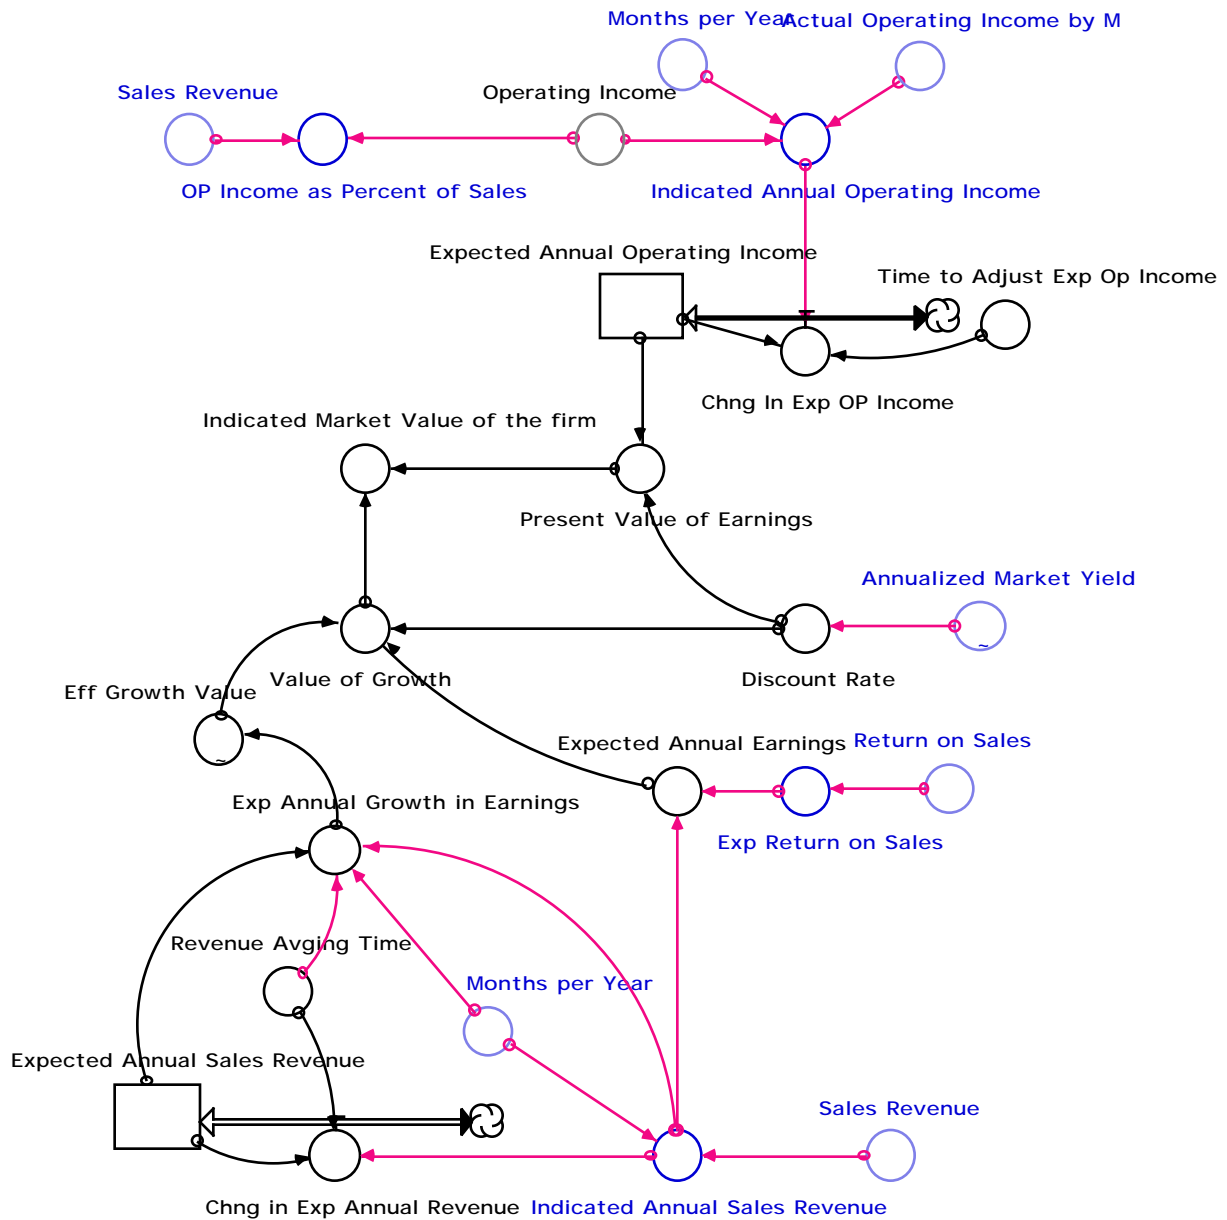 Months per Year
Actual Operating Income by M
Sales Revenue
Operating Income
OP Income as Percent of Sales
Indicated Annual Operating Income
Expected Annual Operating Income
Time to Adjust Exp Op Income
Chng In Exp OP Income
Indicated Market Value of the firm
Present Value of Earnings
Annualized Market Yield
Value of Growth
Discount Rate
Eff Growth Value
Expected Annual Earnings
Return on Sales
~
~
Exp Annual Growth in Earnings
Exp Return on Sales
Revenue Avging Time
Months per Year
Expected Annual Sales Revenue
Sales Revenue
Chng in Exp Annual Revenue
Indicated Annual Sales Revenue